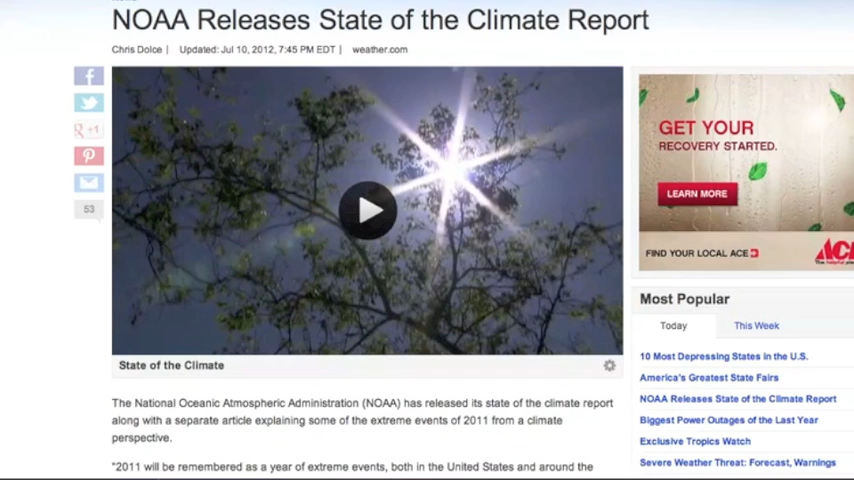 NOAA Releases State of the Climate Report
Chris Dolce | Updated: Jul 10, 2012, 7:45 PM EDT | weather.com
+1
53
State of the Climate
The National Oceanic Atmospheric Administration (NOAA) has released its state of the climate report
along with a separate article explaining some of the extreme events of 2011 from a climate
perspective.
"2011 will be remembered as a year of extreme events, both in the United States and around the
GET YOUR
RECOVERY STARTED.
LEARN MORE
FIND YOUR LOCAL ACE
Most Popular
Today This Week
10 Most Depressing States in the U.S.
America's Greatest State Fairs
NOAA Releases State of the Climate Report
Biggest Power Outages of the Last Year
Exclusive Tropics Watch
Severe Weather Threat: Forecast, Warnings